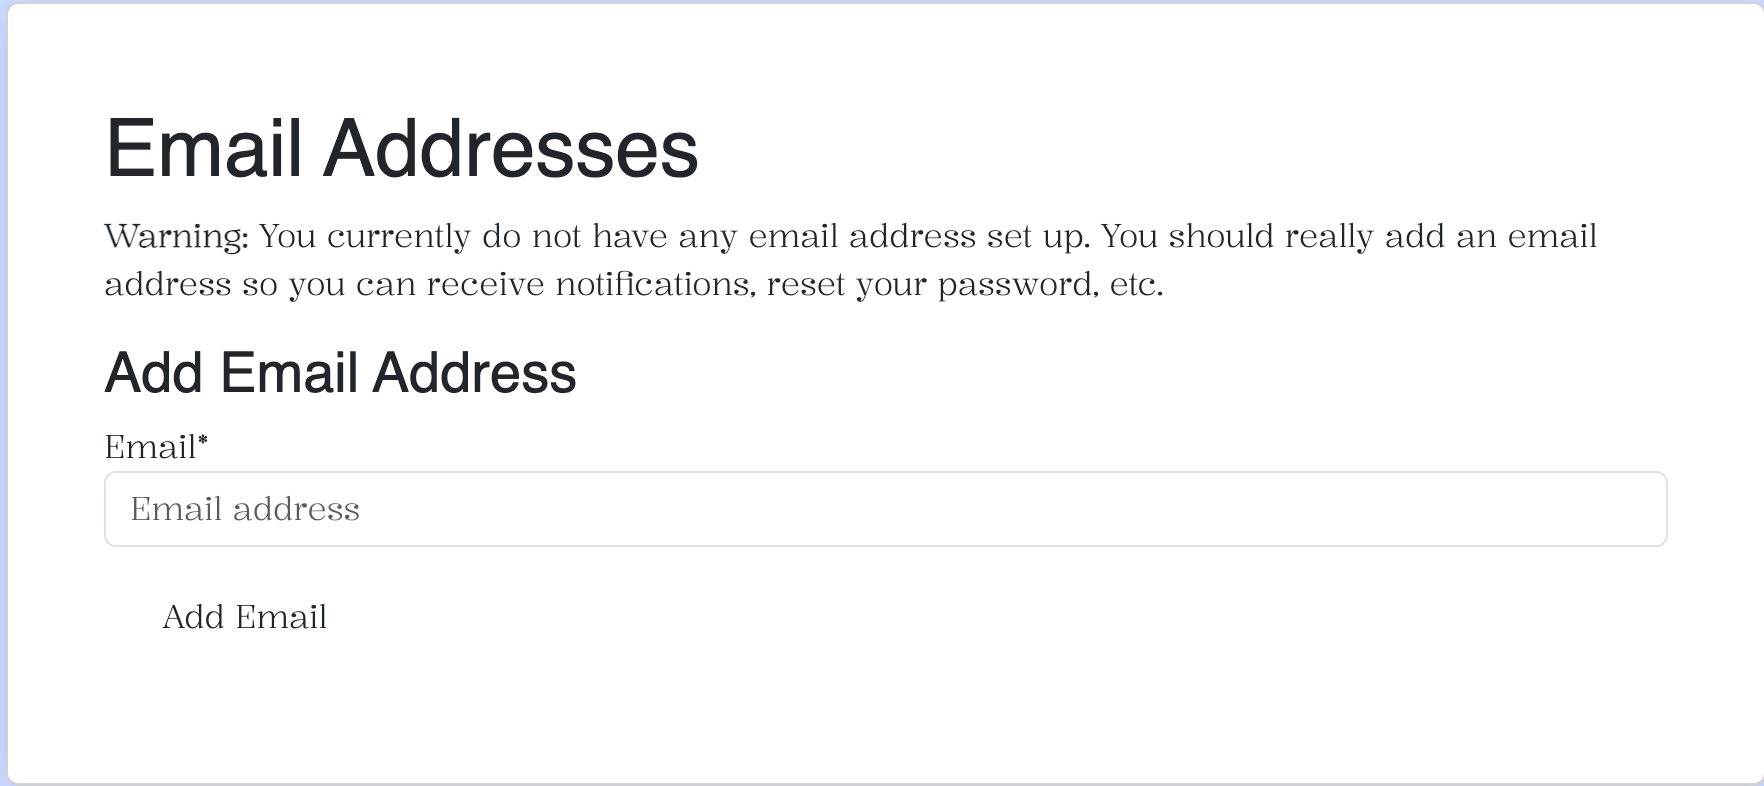 Email Addresses
Warning: You currently do not have any email address set up. You should really add an email
address so you can receive notifications, reset your password, etc.
Add Email Address
Email*
Email address
Add Email